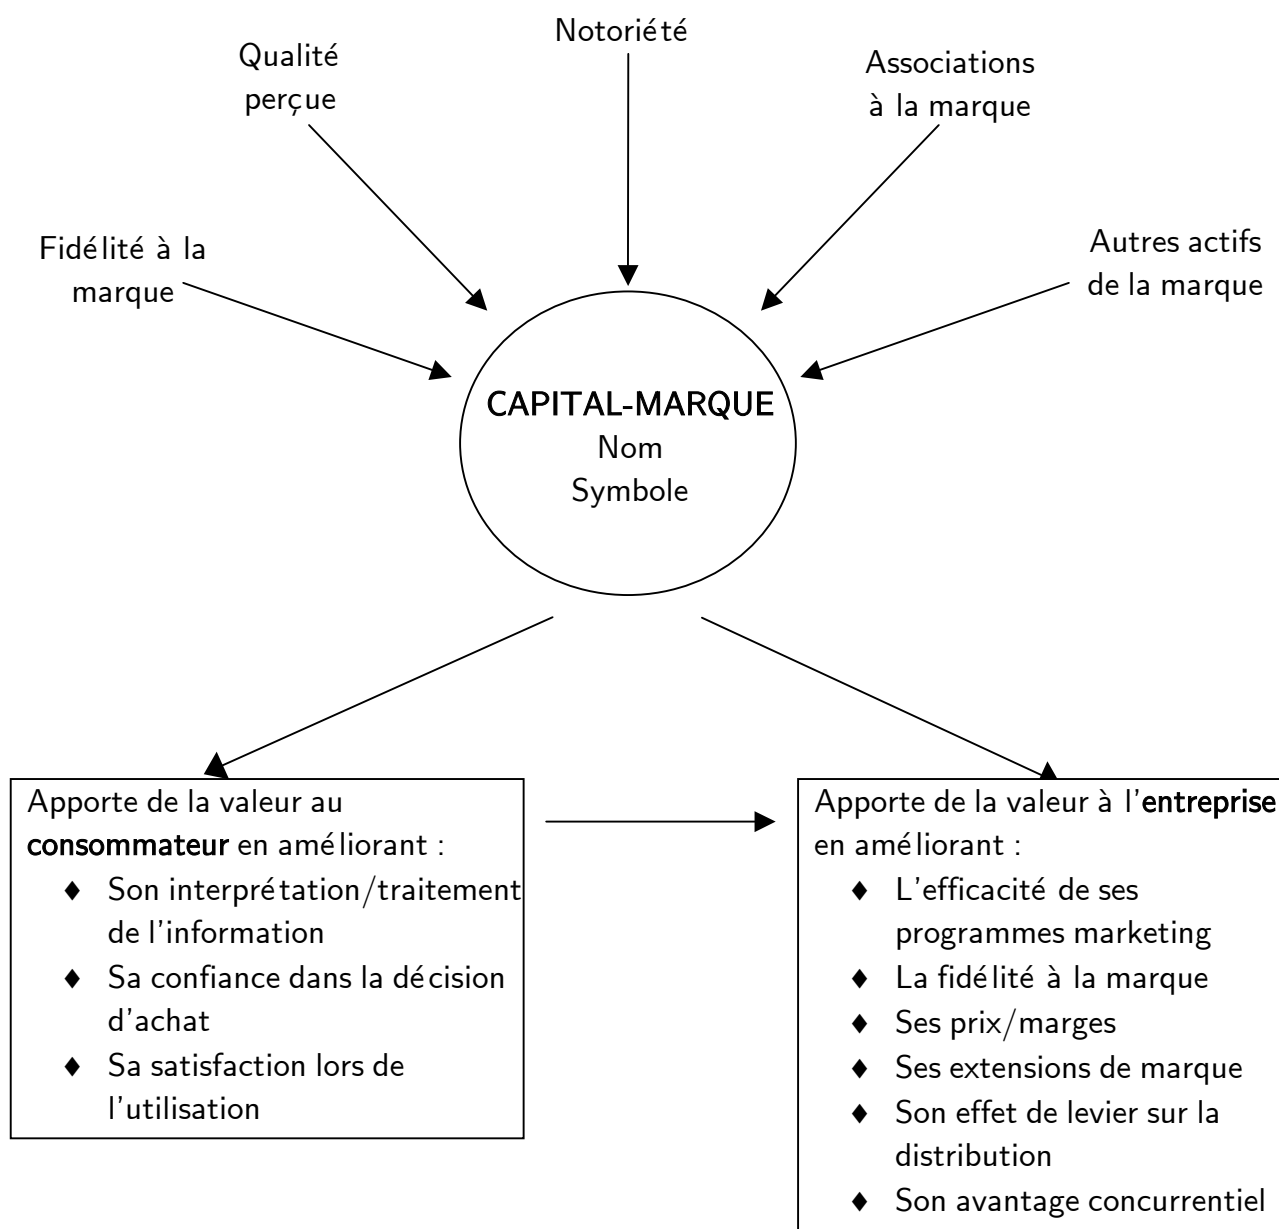 Notoriété
Qualité
perçue
Associations
à la marque
Fidélité à la
marque
Autres actifs
de la marque
CAPITAL-MARQUE
Nom
Symbole
Apporte de la valeur au
consommateur en améliorant :
♦ Son interprétation/traitement
de l'information
♦ Sa confiance dans la décision
d'achat
♦ Sa satisfaction lors de
l'utilisation
Apporte de la valeur à l'entreprise
en améliorant :
♦ L'efficacité de ses
programmes marketing
♦ La fidélité à la marque
♦ Ses prix/marges
♦ Ses extensions de marque
♦ Son effet de levier sur la
distribution
♦ Son avantage concurrentiel